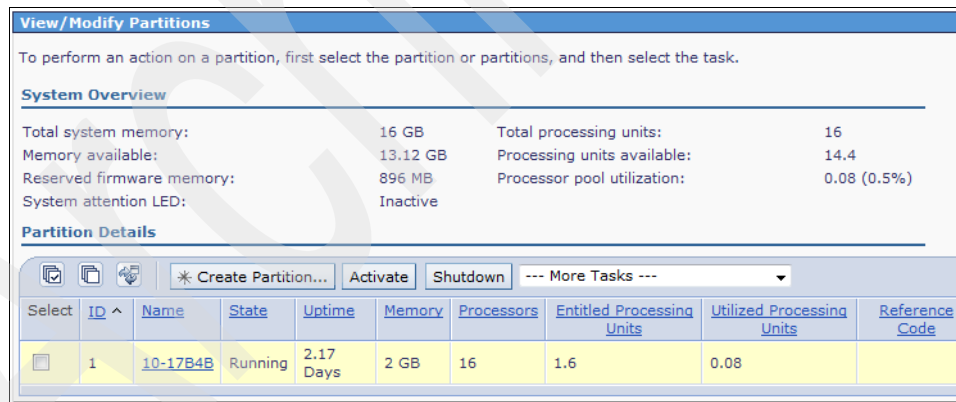 View/Modify Partitions
To perform an action on a partition, first select the partition or partitions, and then select the task.
System Overview
Total system memory: 16 GB Total processing units: 16
Memory available: 13.12 GB Processing units available: 14.4
Reserved firmware memory: 896 MB Processor pool utilization: 0.08 (0.5%)
System attention LED: Inactive
Partition Details
Create Partition... Activate Shutdown --- More Tasks ---
Select ID ^ Name State Uptime Memory Processors Entitled Processing Units Utilized Processing Units Reference Code
1 10-17B4B Running 2.17 Days 2 GB 16 1.6 0.08